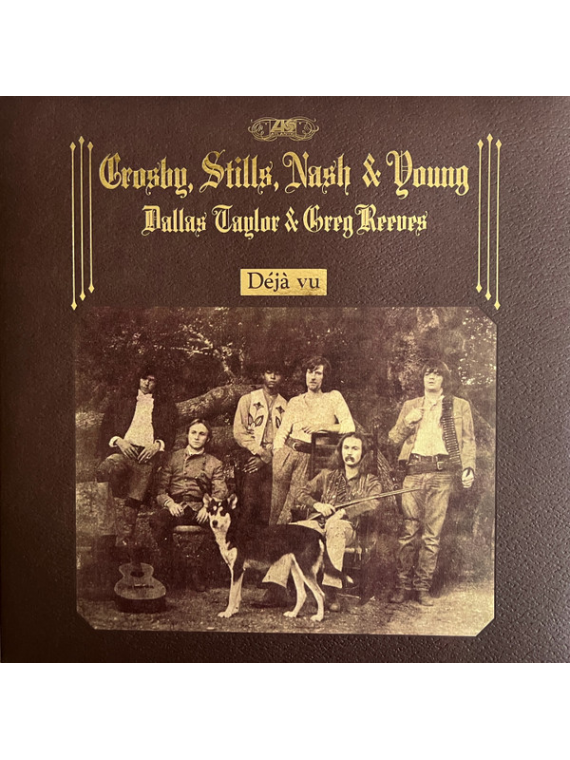 Crosby, Stills, Nash & Young
Dallas Taylor & Greg Reeves
Déjà vu